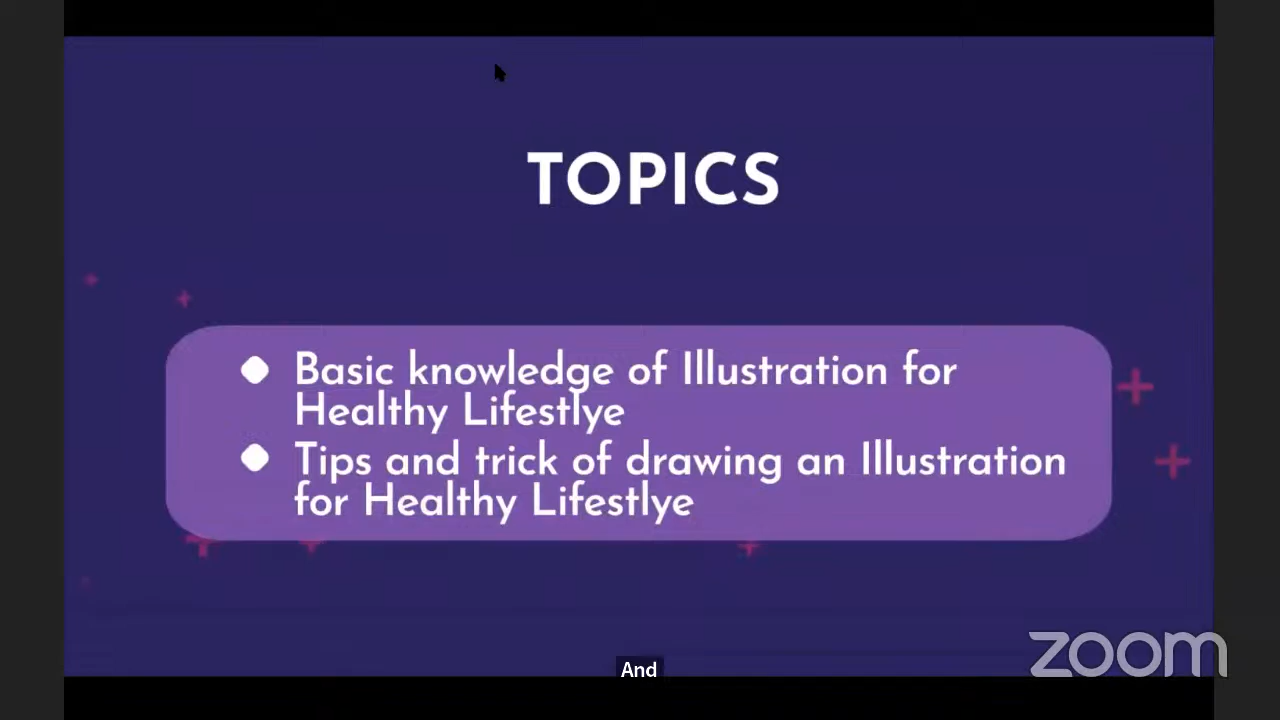 TOPICS
Basic knowledge of Illustration for
Healthy Lifestlye
Tips and trick of drawing an Illustration
for Healthy Lifestlye
And
zoom